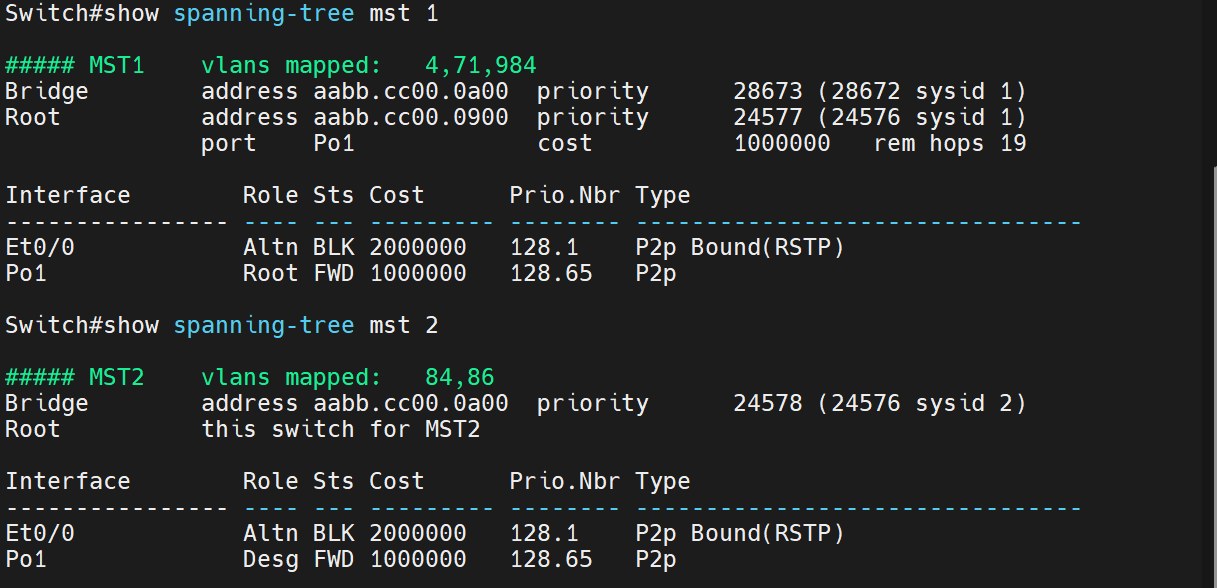 Switch#show spanning-tree mst 1
##### MST1    vlans mapped:   4,71,984
Bridge        address aabb.cc00.0a00  priority      28673 (28672 sysid 1)
Root          address aabb.cc00.0900  priority      24577 (24576 sysid 1)
              port    Po1             cost          1000000   rem hops 19
Interface        Role Sts Cost      Prio.Nbr Type
---------------- ---- --- --------- -------- --------------------------------
Et0/0            Altn BLK 2000000   128.1    P2p Bound(RSTP)
Po1              Root FWD 1000000   128.65   P2p
Switch#show spanning-tree mst 2
##### MST2    vlans mapped:   84,86
Bridge        address aabb.cc00.0a00  priority      24578 (24576 sysid 2)
Root          this switch for MST2
Interface        Role Sts Cost      Prio.Nbr Type
---------------- ---- --- --------- -------- --------------------------------
Et0/0            Altn BLK 2000000   128.1    P2p Bound(RSTP)
Po1              Desg FWD 1000000   128.65   P2p